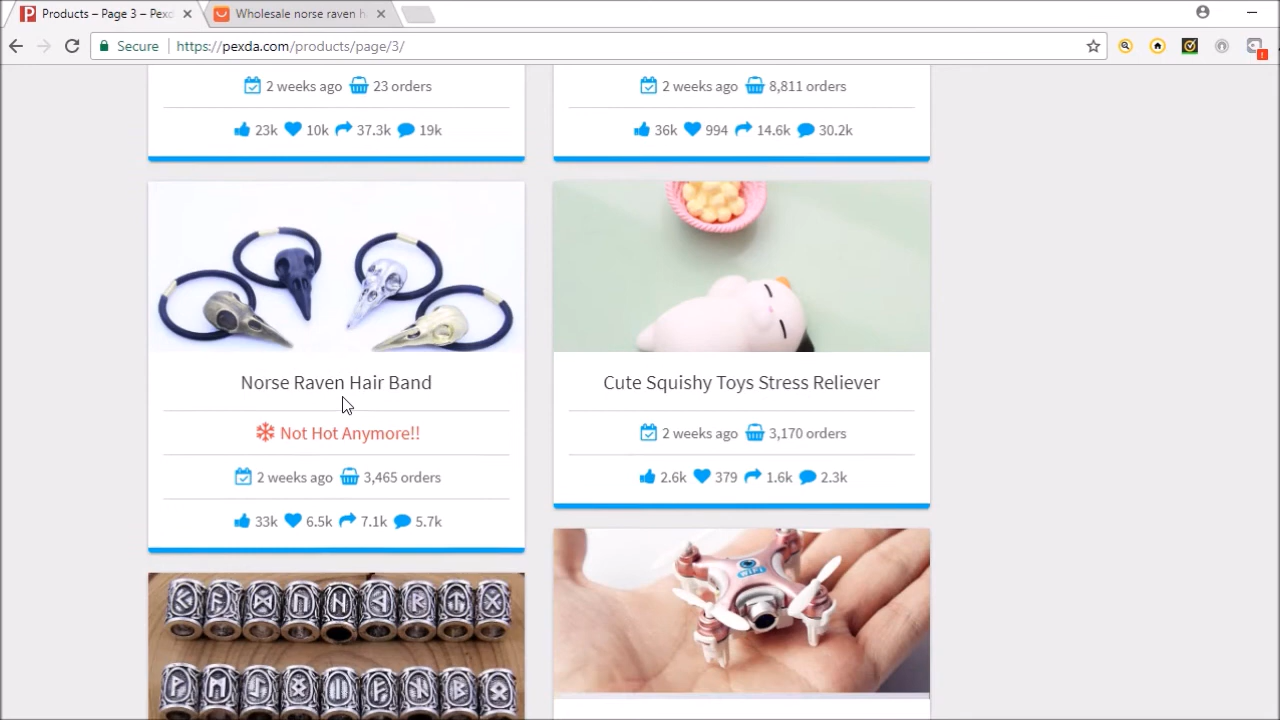 Products – Page 3 – Pexd
Wholesale norse raven h
Secure
https://pexda.com/products/page/3/
2 weeks ago 23 orders
23k 10k 37.3k 19k
2 weeks ago 8,811 orders
36k 994 14.6k 30.2k
Norse Raven Hair Band
Not Hot Anymore!!
2 weeks ago 3,465 orders
33k 6.5k 7.1k 5.7k
Cute Squishy Toys Stress Reliever
2 weeks ago 3,170 orders
2.6k 379 1.6k 2.3k
WIFI